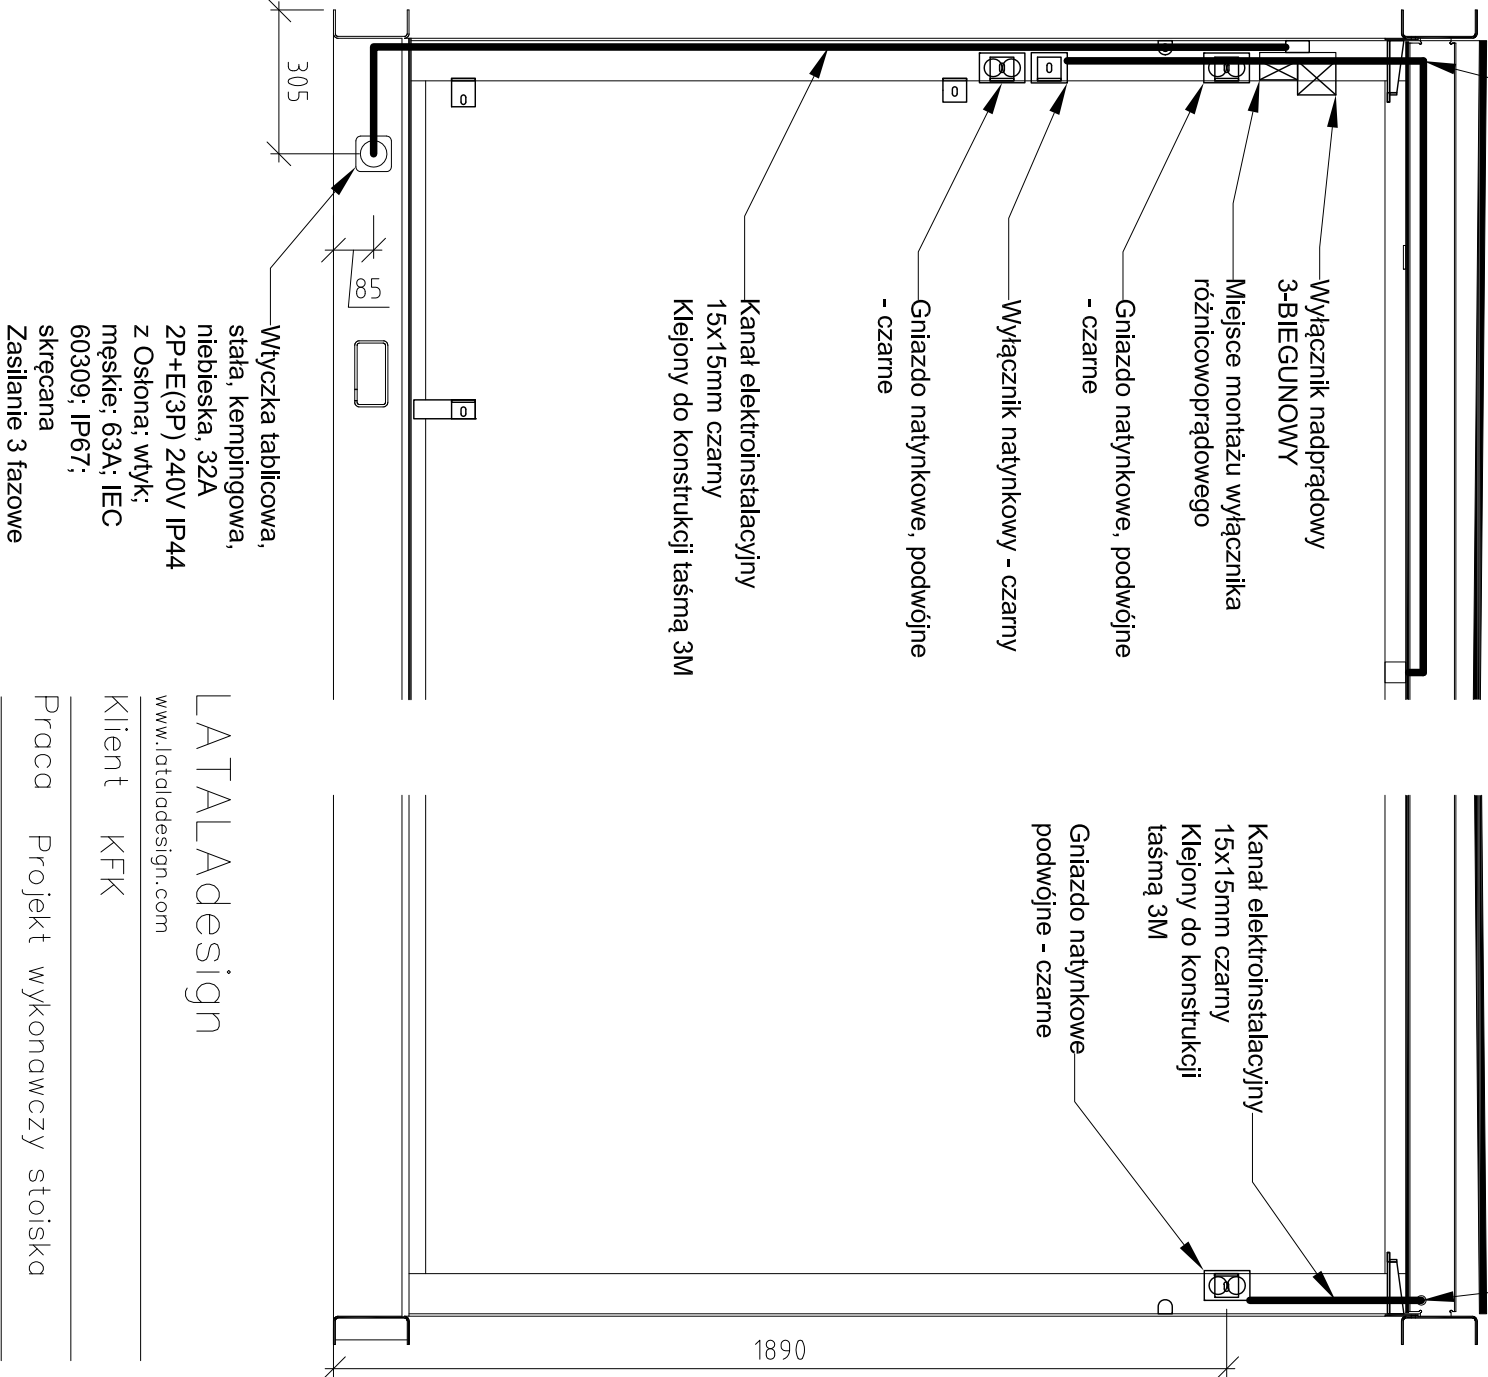 Wyłącznik nadprądowy
3-BIEGUNOWY
Miejsce montażu wyłącznika
różnicowoprądowego
Gniazdo natynkowe, podwójne
- czarne
Wyłącznik natynkowy - czarny
Gniazdo natynkowe, podwójne
- czarne
Kanał elektroinstalacyjny
15x15mm czarny
Klejony do konstrukcji taśmą 3M
Kanał elektroinstalacyjny
15x15mm czarny
Klejony do konstrukcji
taśmą 3M
Gniazdo natynkowe
podwójne - czarne
305
85
1890
Wtyczka tablicowa,
stała, kempingowa,
niebieska, 32A
2P+E(3P) 240V IP44
z Osłona; wtyk;
męskie; 63A; IEC
60309; IP67;
skręcana
Zasilanie 3 fazowe
LATALAdesign
www.lataladesign.com
Klient KFK
Praca Projekt wykonawczy stoiska